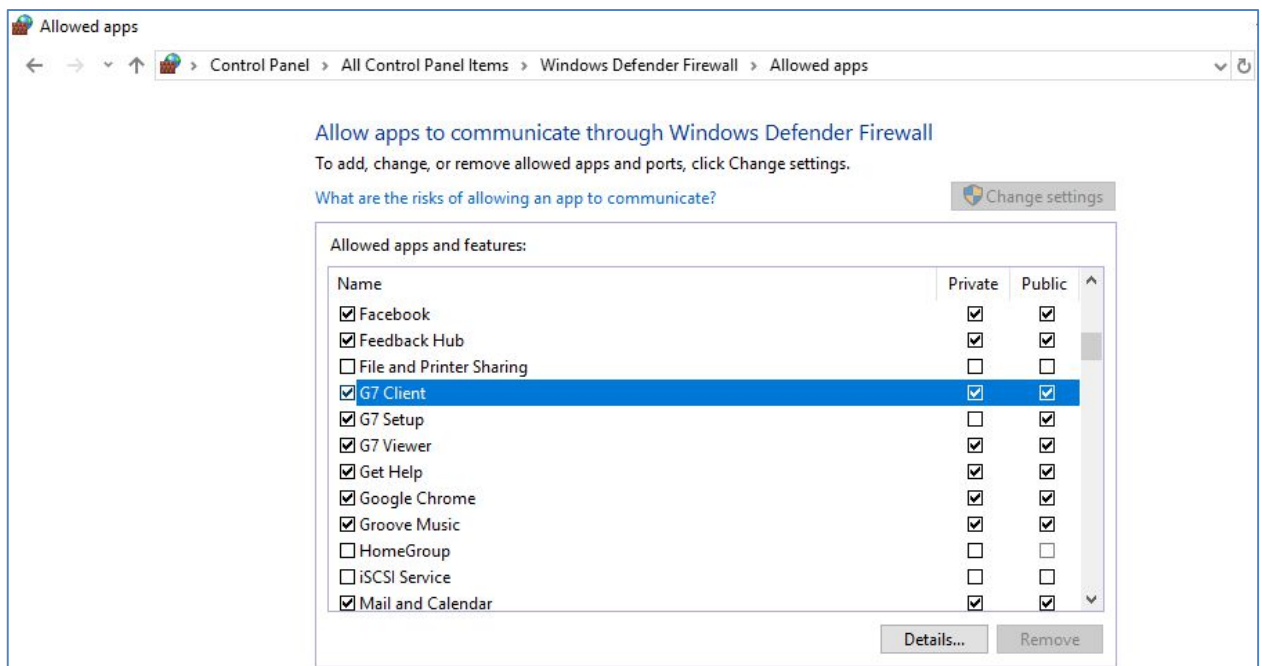 Allowed apps
Control Panel > All Control Panel Items > Windows Defender Firewall > Allowed apps
Allow apps to communicate through Windows Defender Firewall
To add, change, or remove allowed apps and ports, click Change settings.
What are the risks of allowing an app to communicate?
Change settings
Allowed apps and features:
Name Private Public
Facebook
Feedback Hub
File and Printer Sharing
G7 Client
G7 Setup
G7 Viewer
Get Help
Google Chrome
Groove Music
HomeGroup
iSCSI Service
Mail and Calendar
Details... Remove